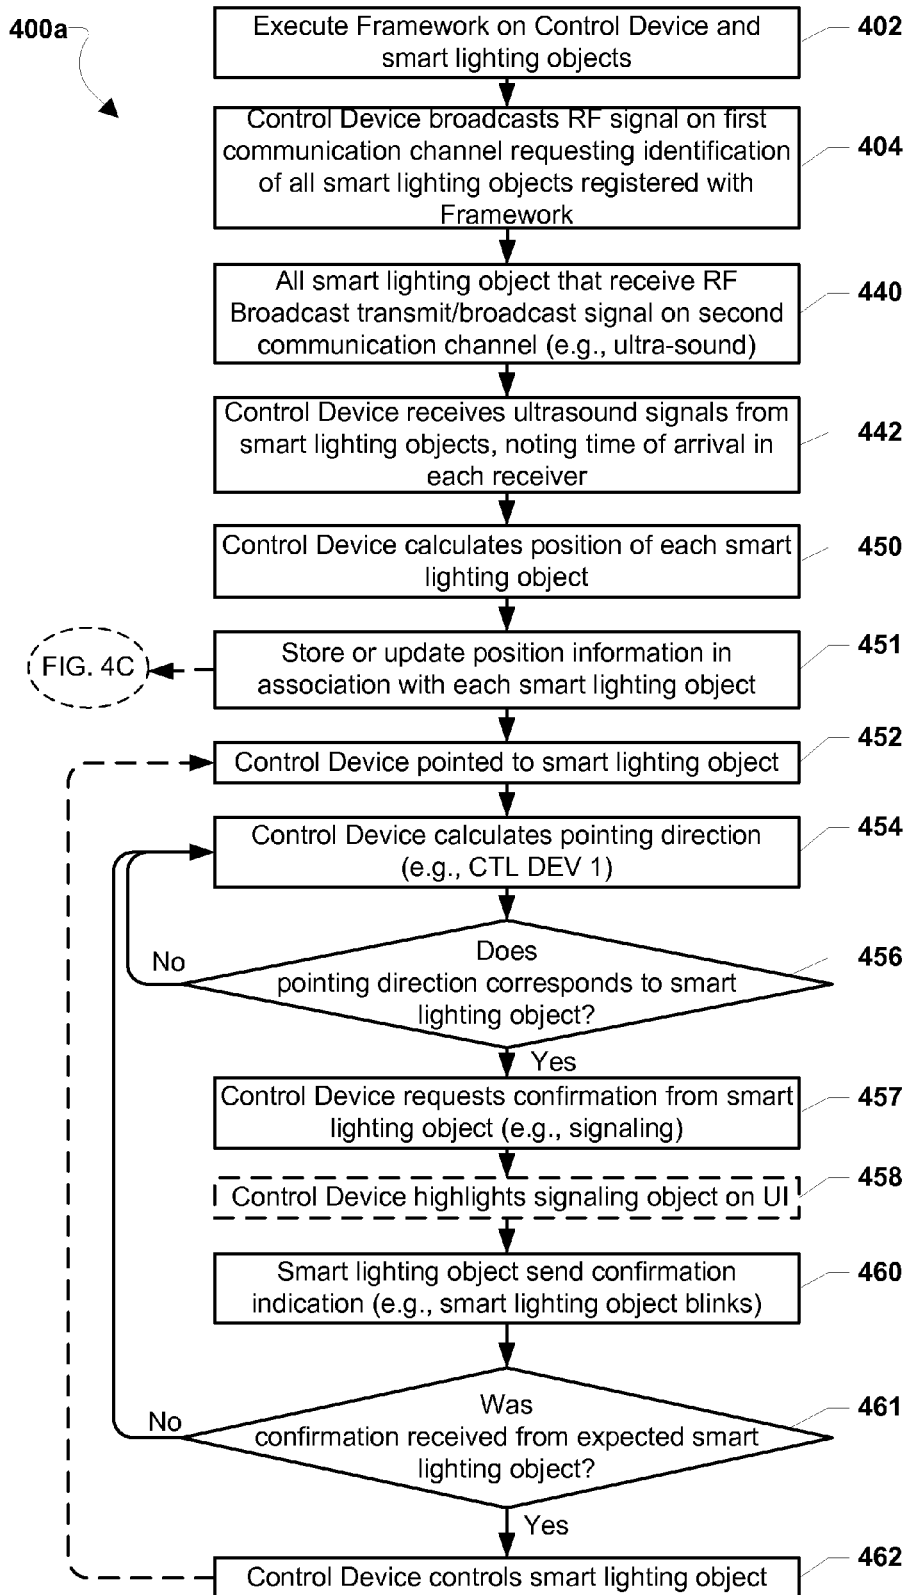 400a
Execute Framework on Control Device and
smart lighting objects
402
Control Device broadcasts RF signal on first
communication channel requesting identification
of all smart lighting objects registered with
Framework
404
All smart lighting object that receive RF
Broadcast transmit/broadcast signal on second
communication channel (e.g., ultra-sound)
440
Control Device receives ultrasound signals from
smart lighting objects, noting time of arrival in
each receiver
442
Control Device calculates position of each smart
lighting object
450
Store or update position information in
association with each smart lighting object
451
FIG. 4C
Control Device pointed to smart lighting object
452
Control Device calculates pointing direction
(e.g., CTL DEV 1)
454
Does
pointing direction corresponds to smart
lighting object?
456
No
Yes
Control Device requests confirmation from smart
lighting object (e.g., signaling)
457
Control Device highlights signaling object on UI
458
Smart lighting object send confirmation
indication (e.g., smart lighting object blinks)
460
Was
confirmation received from expected smart
lighting object?
461
No
Yes
Control Device controls smart lighting object
462